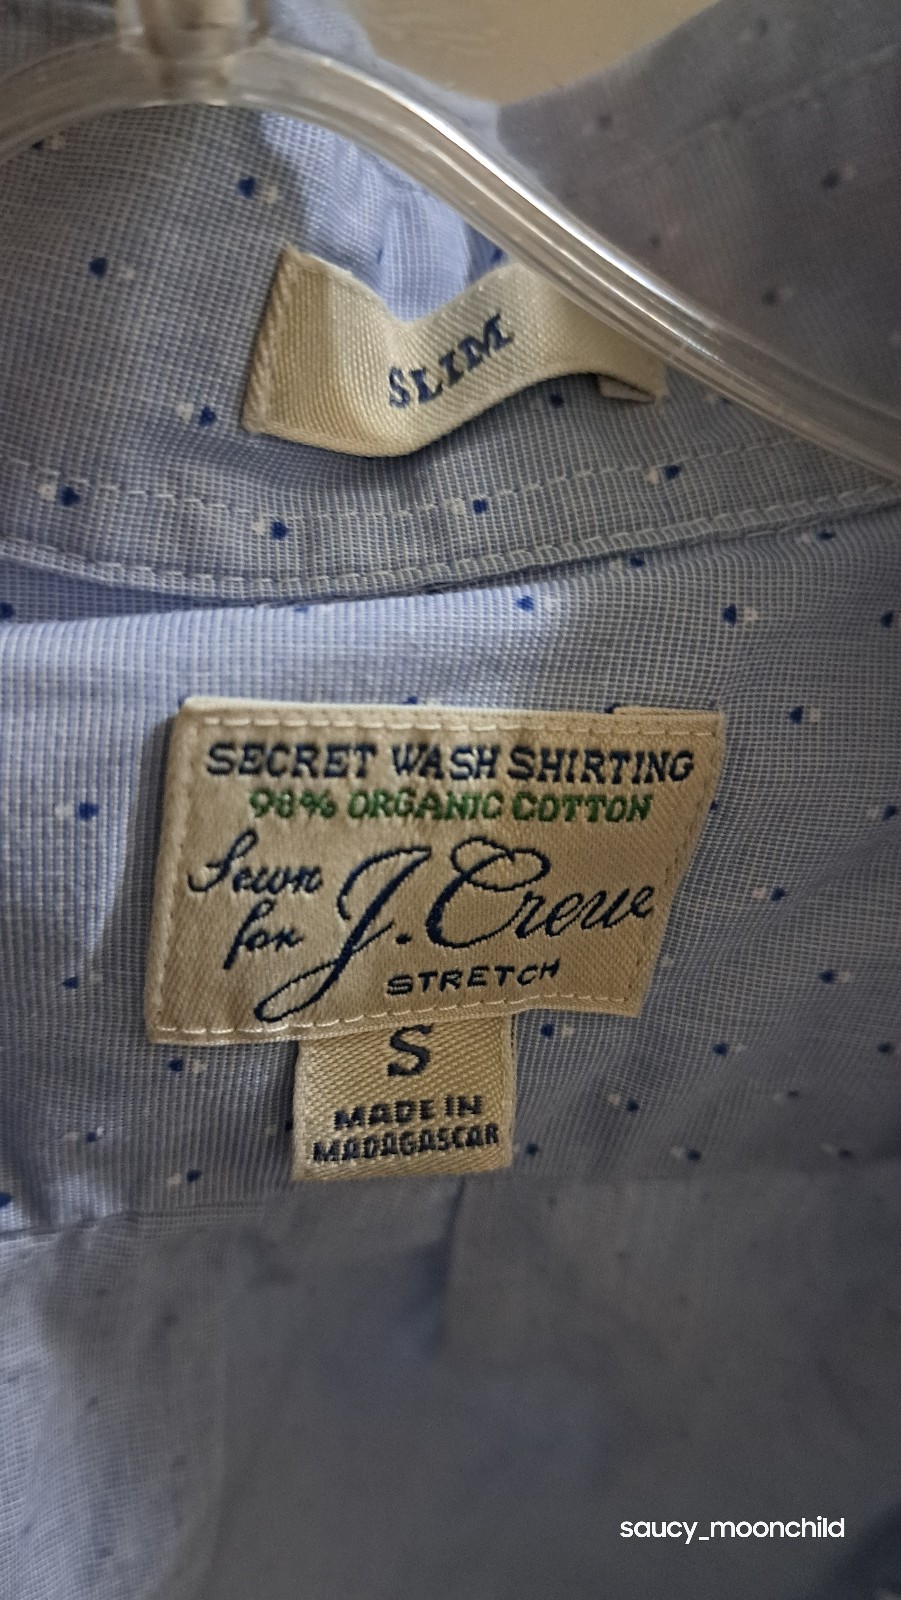 SLIM
SECRET WASH SHIRTING
98% ORGANIC COTTON
Sewn
for J.Crew
STRETCH
S
MADE IN
MADAGASCAR
saucy_moonchild